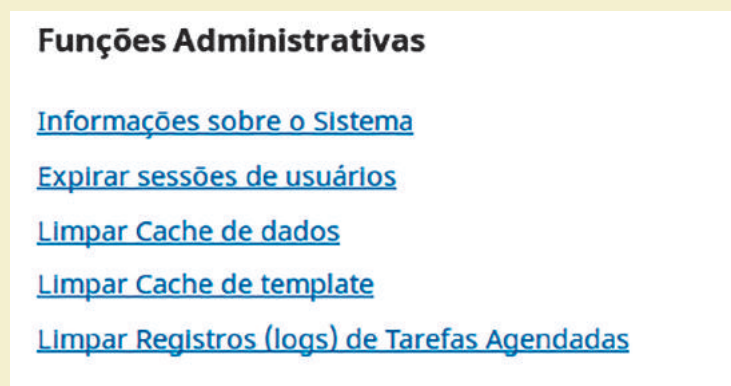 Funções Administrativas
Informações sobre o Sistema
Expirar sessões de usuários
Limpar Cache de dados
Limpar Cache de template
Limpar Registros (logs) de Tarefas Agendadas